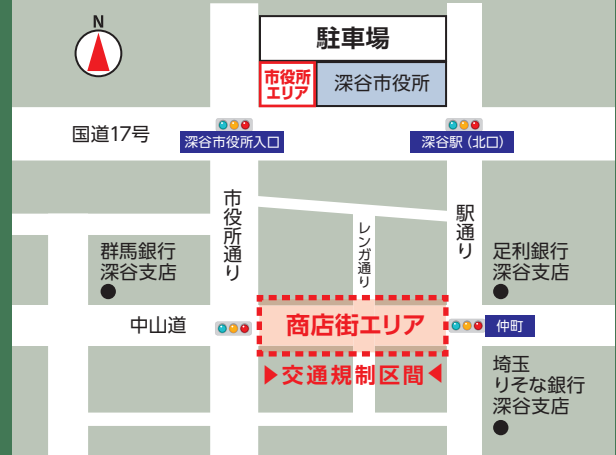 N
駐車場
市役所
エリア
深谷市役所
国道17号
深谷市役所入口
深谷駅(北口)
市役所通り
レンガ通り
駅通り
群馬銀行
深谷支店
足利銀行
深谷支店
中山道
商店街エリア
仲町
▶交通規制区間◀
埼玉
りそな銀行
深谷支店